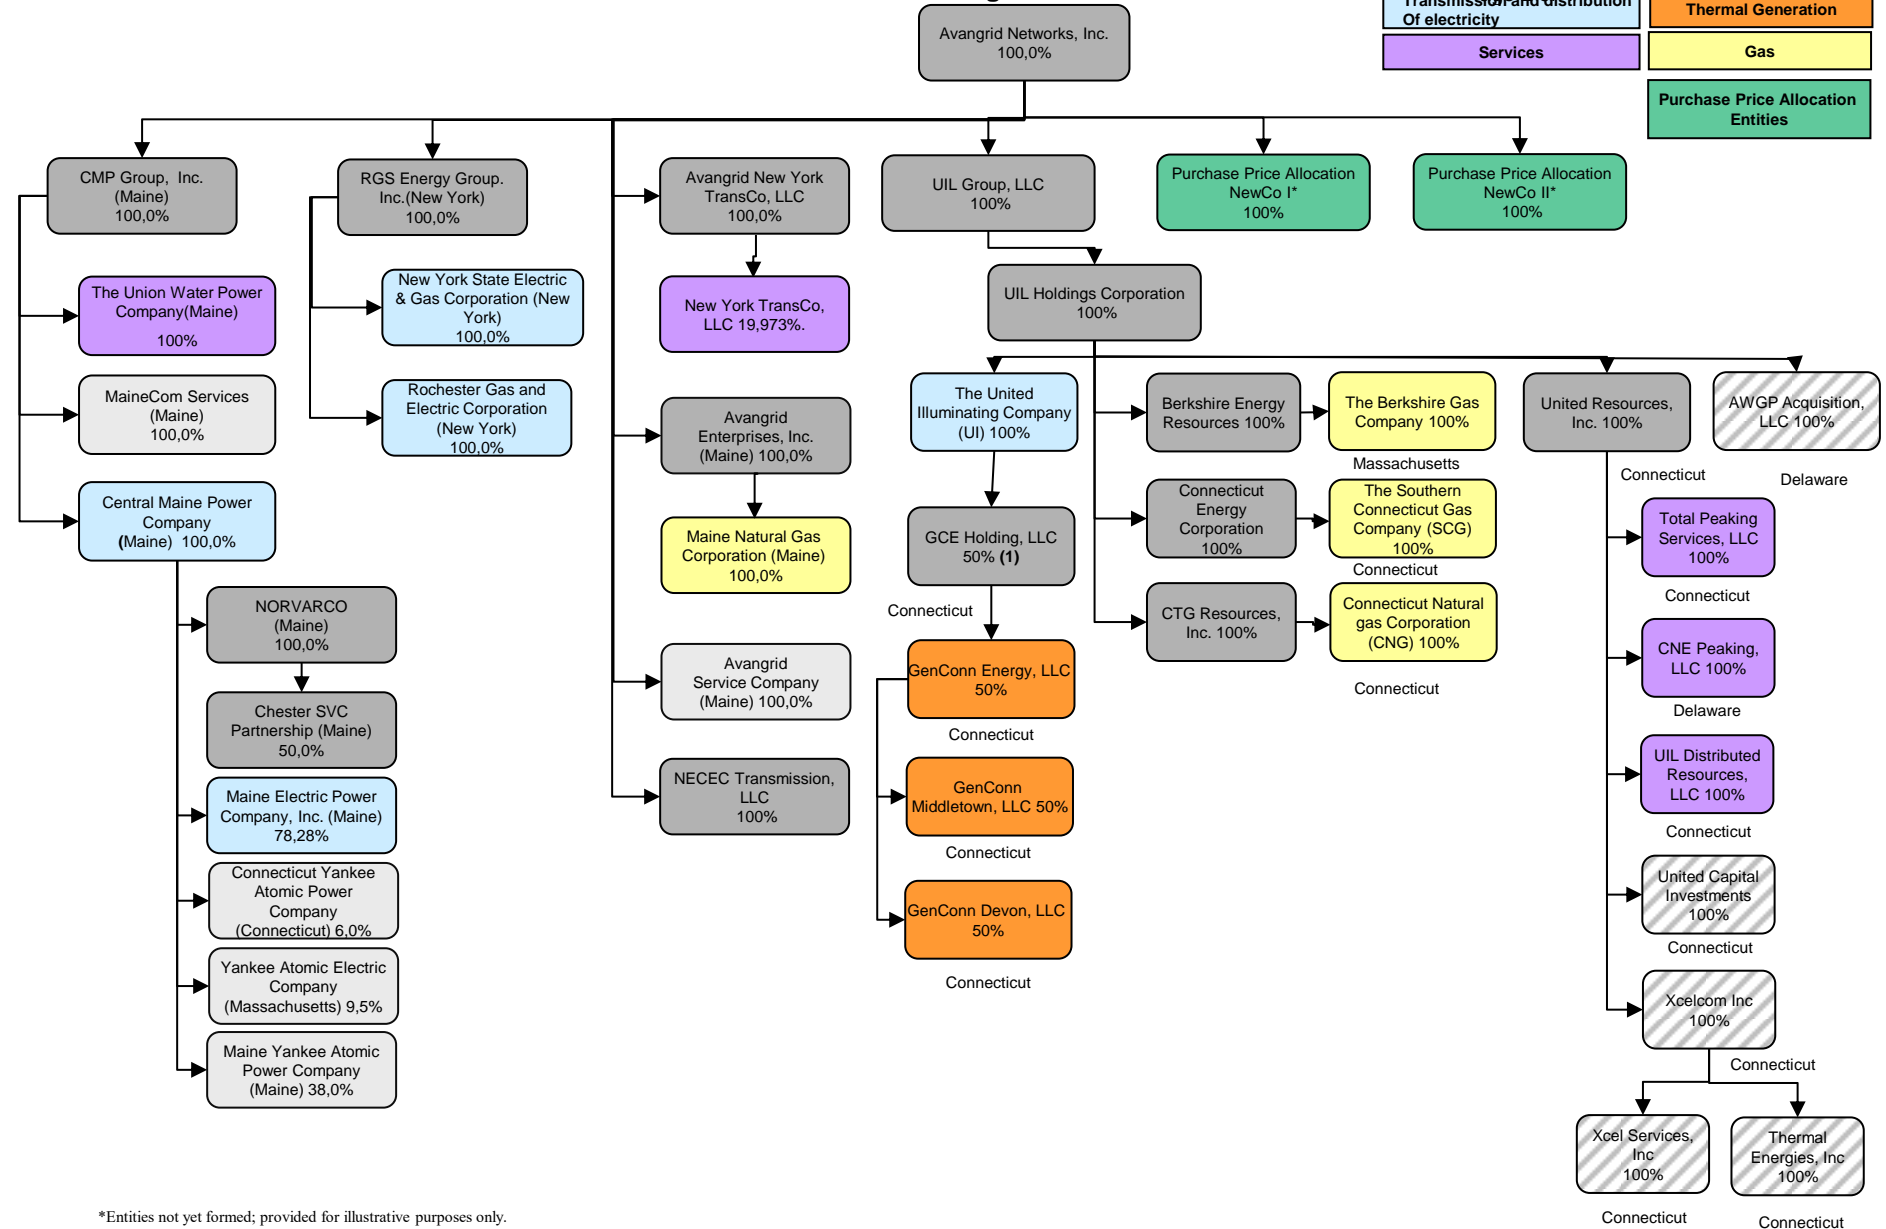 Of electricity
Thermal Generation
Services
Gas
Purchase Price Allocation
Entities
Avangrid Networks, Inc.
100,0%
CMP Group, Inc.
(Maine)
100,0%
RGS Energy Group.
Inc.(New York)
100,0%
Avangrid New York
TransCo, LLC
100,0%
UIL Group, LLC
100%
Purchase Price Allocation
NewCo I*
100%
Purchase Price Allocation
NewCo II*
100%
The Union Water Power
Company(Maine)
100%
MaineCom Services
(Maine)
100,0%
Central Maine Power
Company
(Maine) 100,0%
NORVARCO
(Maine)
100,0%
Chester SVC
Partnership (Maine)
50,0%
Maine Electric Power
Company, Inc. (Maine)
78,28%
Connecticut Yankee
Atomic Power
Company
(Connecticut) 6,0%
Yankee Atomic Electric
Company
(Massachusetts) 9,5%
Maine Yankee Atomic
Power Company
(Maine) 38,0%
New York State Electric
& Gas Corporation (New
York)
100,0%
Rochester Gas and
Electric Corporation
(New York)
100,0%
New York TransCo,
LLC 19,973%.
Avangrid
Enterprises, Inc.
(Maine) 100,0%
Maine Natural Gas
Corporation (Maine)
100,0%
Avangrid
Service Company
(Maine) 100,0%
NECEC Transmission,
LLC
100%
UIL Holdings Corporation
100%
The United
Illuminating Company
(UI) 100%
GCE Holding, LLC
50% (1)
Connecticut
GenConn Energy, LLC
50%
Connecticut
GenConn
Middletown, LLC 50%
Connecticut
GenConn Devon, LLC
50%
Connecticut
Berkshire Energy
Resources 100%
The Berkshire Gas
Company 100%
Massachusetts
Connecticut
Energy
Corporation
100%
The Southern
Connecticut Gas
Company (SCG)
100%
Connecticut
CTG Resources,
Inc. 100%
Connecticut Natural
gas Corporation
(CNG) 100%
Connecticut
United Resources,
Inc. 100%
Connecticut
AWGP Acquisition,
LLC 100%
Delaware
Total Peaking
Services, LLC
100%
Connecticut
CNE Peaking,
LLC 100%
Delaware
UIL Distributed
Resources,
LLC 100%
Connecticut
United Capital
Investments
100%
Connecticut
Xcelcom Inc
100%
Connecticut
Xcel Services,
Inc
100%
Connecticut
Thermal
Energies, Inc
100%
Connecticut
*Entities not yet formed; provided for illustrative purposes only.